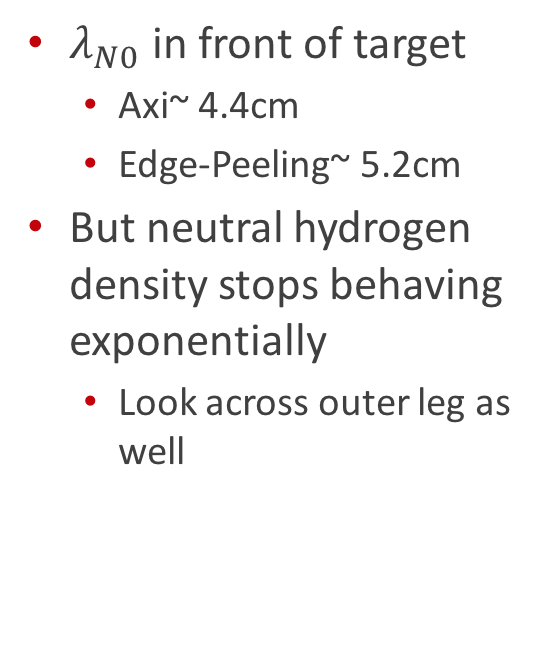 • λ_N0 in front of target
• Axi~ 4.4cm
• Edge-Peeling~ 5.2cm
• But neutral hydrogen
density stops behaving
exponentially
• Look across outer leg as
well